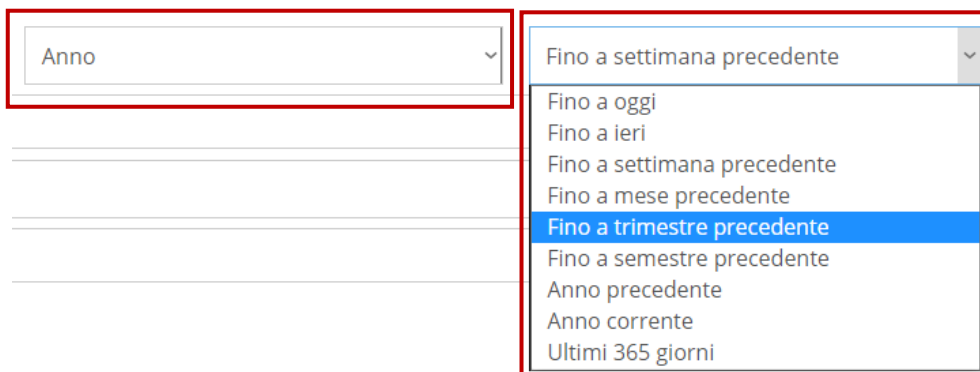 Anno
Fino a settimana precedente
Fino a oggi
Fino a ieri
Fino a settimana precedente
Fino a mese precedente
Fino a trimestre precedente
Fino a semestre precedente
Anno precedente
Anno corrente
Ultimi 365 giorni